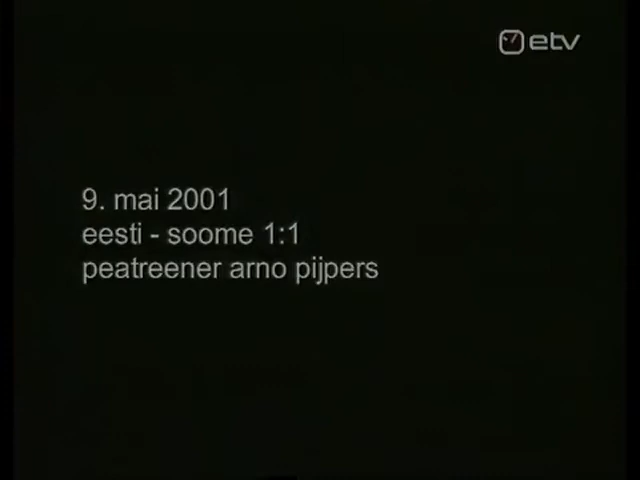 etv
9. mai 2001
eesti - soome 1:1
peatreener arno pijpers